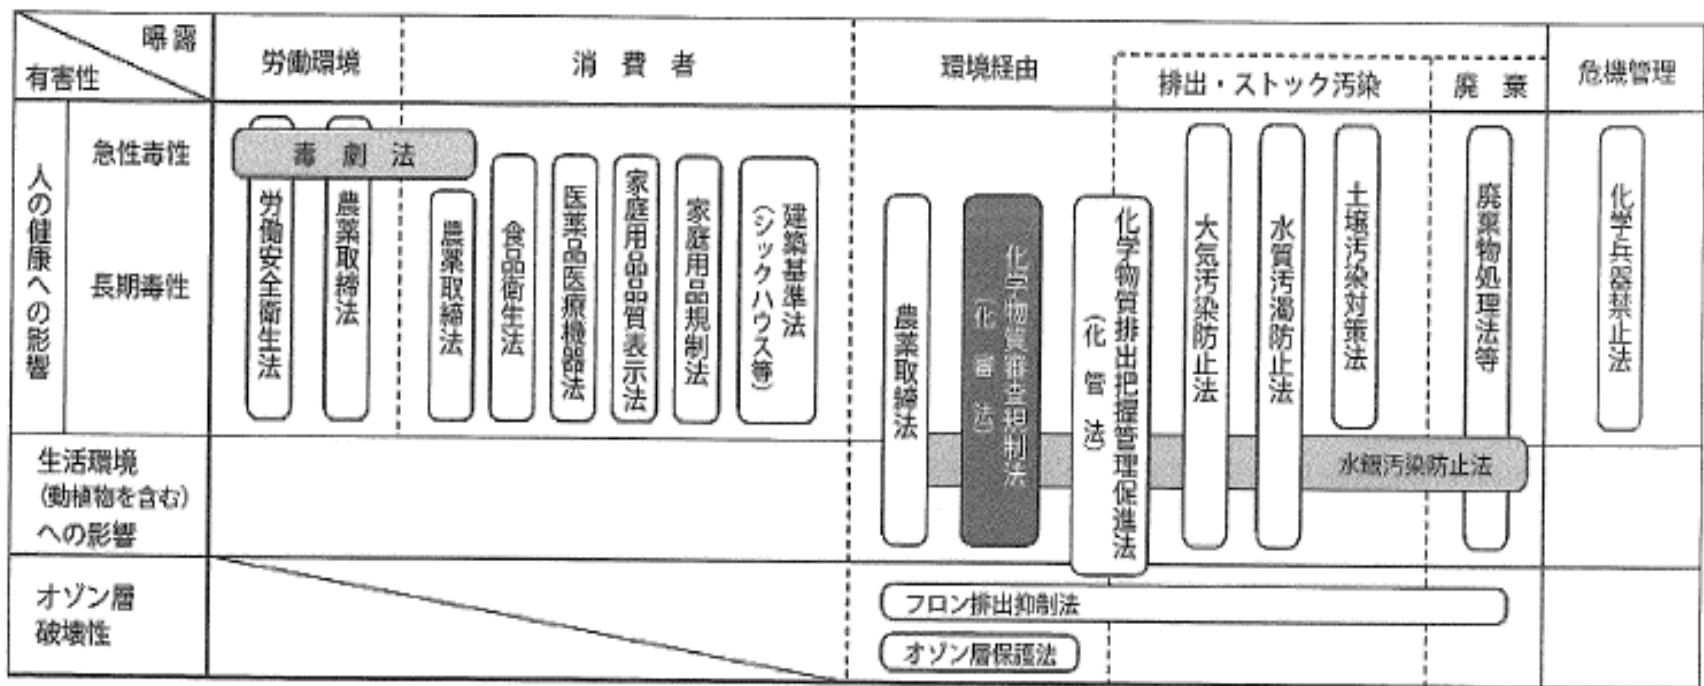 曝露
有害性
労働環境
消費者
環境経由
排出・ストック汚染
廃棄
危機管理
人の健康への影響
急性毒性
長期毒性
毒劇法
労働安全衛生法
農薬取締法
農薬取締法
食品衛生法
医薬品医療機器法
家庭用品品質表示法
家庭用品規制法
建築基準法
(シックハウス等)
農薬取締法
化学物質審査規制法
(化審法)
化学物質排出把握管理促進法
(化管法)
大気汚染防止法
水質汚濁防止法
土壌汚染対策法
廃棄物処理法等
化学兵器禁止法
生活環境
(動植物を含む)
への影響
水銀汚染防止法
オゾン層
破壊性
フロン排出抑制法
オゾン層保護法